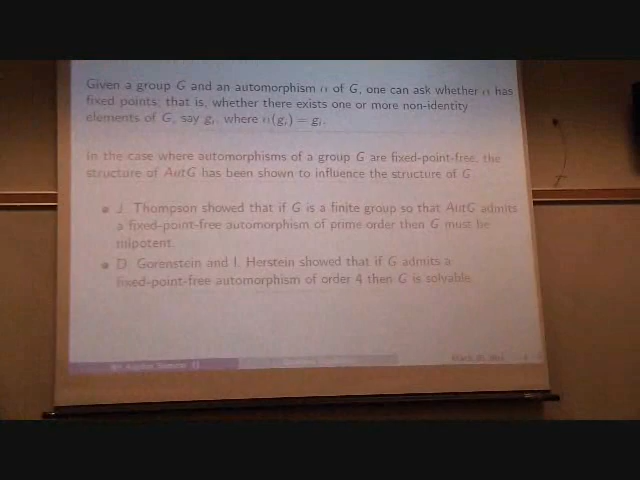 Given a group G and an automorphism α of G, one can ask whether α has
fixed points; that is, whether there exists one or more non-identity
elements of G, say gᵢ, where α(gᵢ) = gᵢ.
In the case where automorphisms of a group G are fixed-point-free, the
structure of AutG has been shown to influence the structure of G.
J. Thompson showed that if G is a finite group so that AutG admits
a fixed-point-free automorphism of prime order then G must be
nilpotent.
D. Gorenstein and I. Herstein showed that if G admits a
fixed-point-free automorphism of order 4 then G is solvable.
March